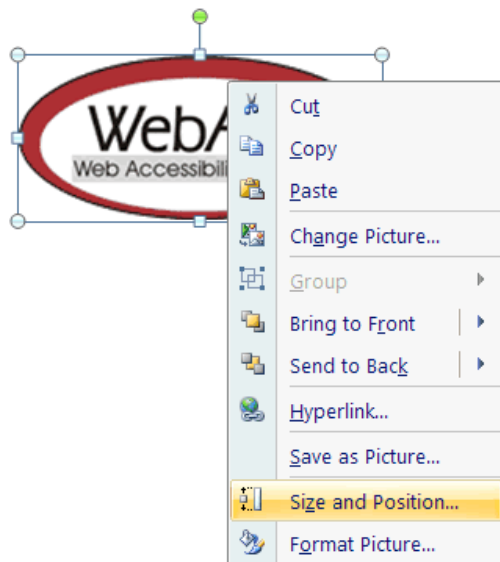 WebA
Web Accessibili
Cut
Copy
Paste
Change Picture...
Group
Bring to Front
Send to Back
Hyperlink...
Save as Picture...
Size and Position...
Format Picture...